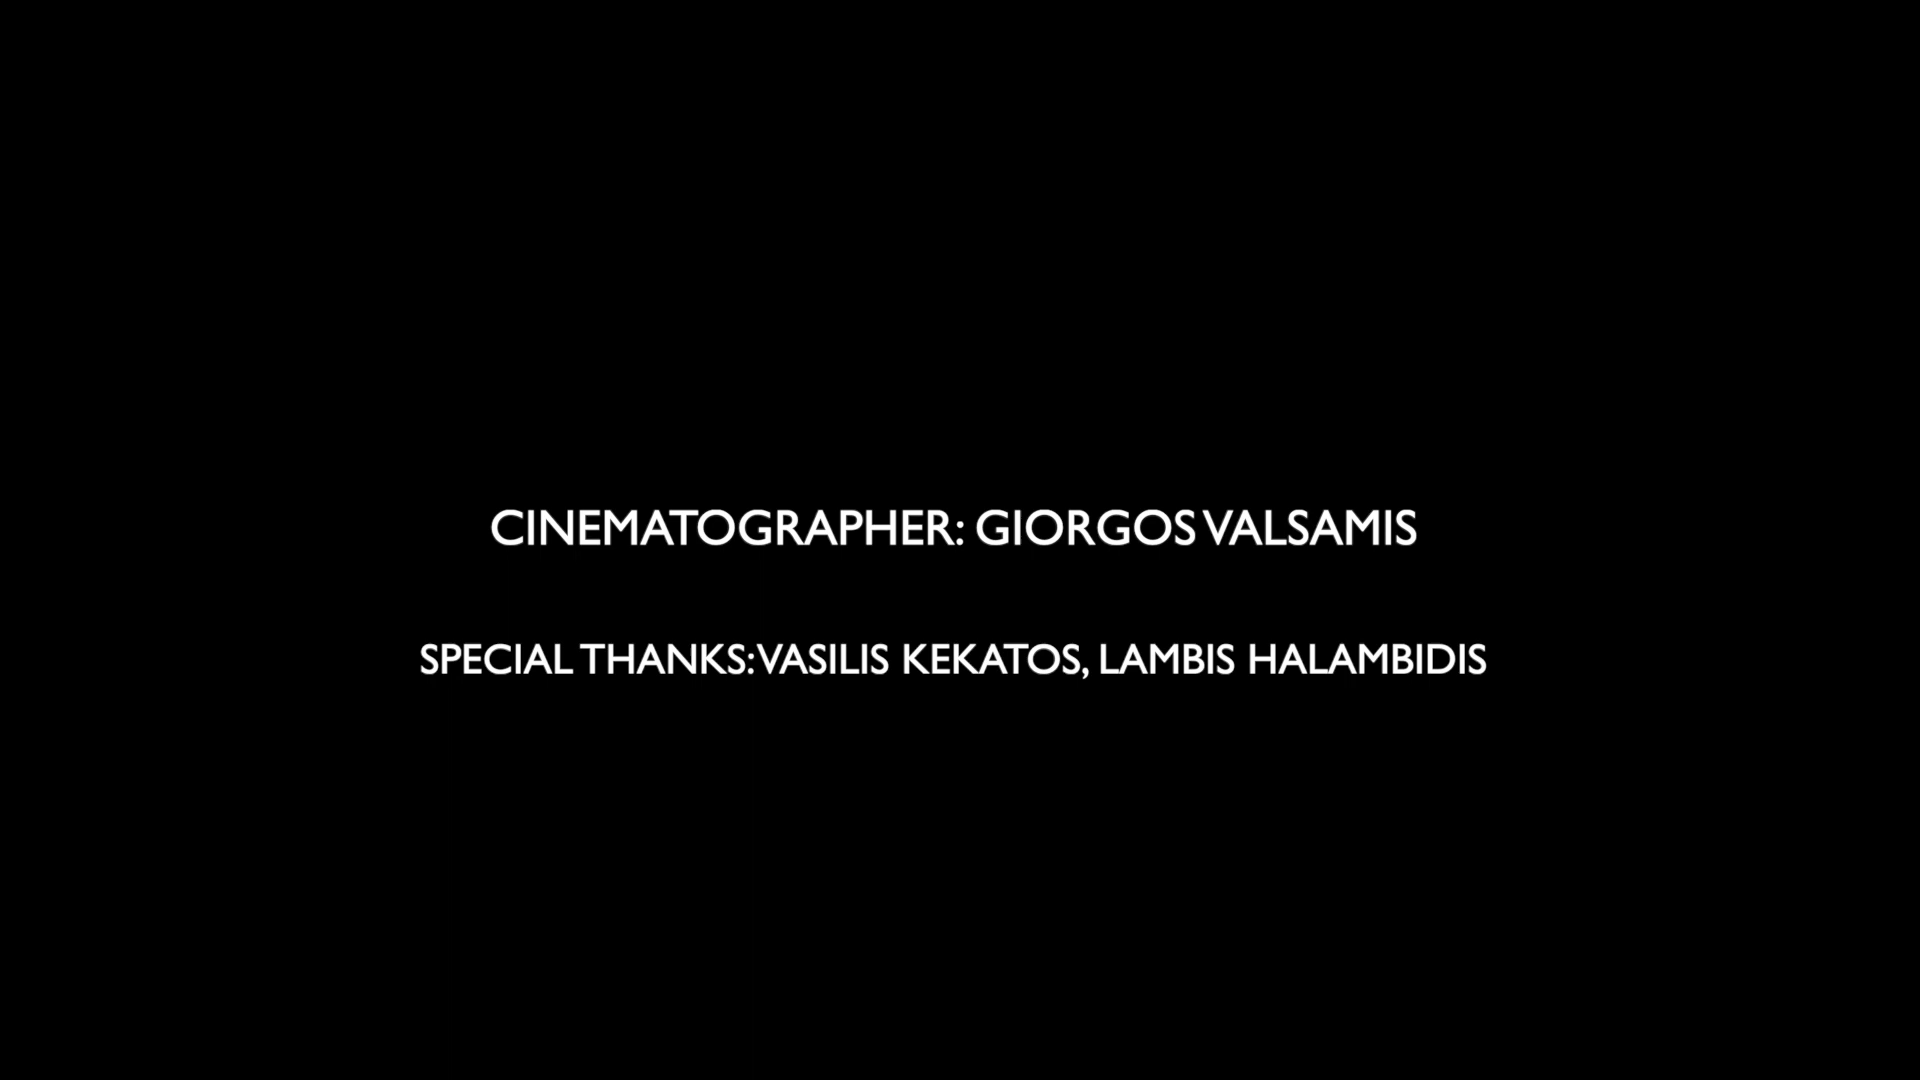 CINEMATOGRAPHER: GIORGOS VALSAMIS
SPECIAL THANKS: VASILIS KEKATOS, LAMBIS HALAMBIDIS